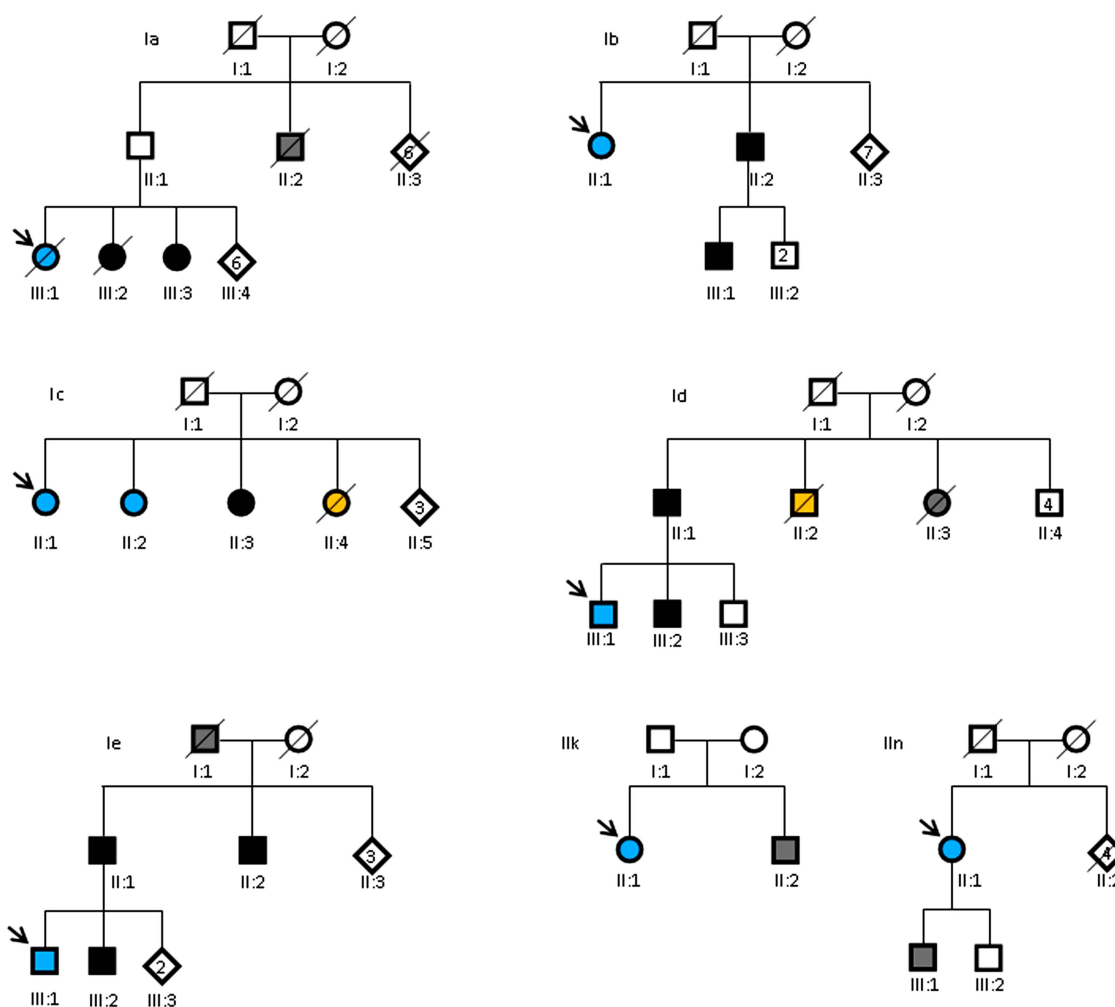 Ia
I:1 I:2
6
II:1 II:2 II:3
6
III:1 III:2 III:3 III:4
Ib
I:1 I:2
7
II:1 II:2 II:3
2
III:1 III:2
Ic
I:1 I:2
3
II:1 II:2 II:3 II:4 II:5
Id
I:1 I:2
4
II:1 II:2 II:3 II:4
III:1 III:2 III:3
Ie
I:1 I:2
3
II:1 II:2 II:3
2
III:1 III:2 III:3
IIk
I:1 I:2
II:1 II:2
IIn
I:1 I:2
4
II:1 II:2
III:1 III:2